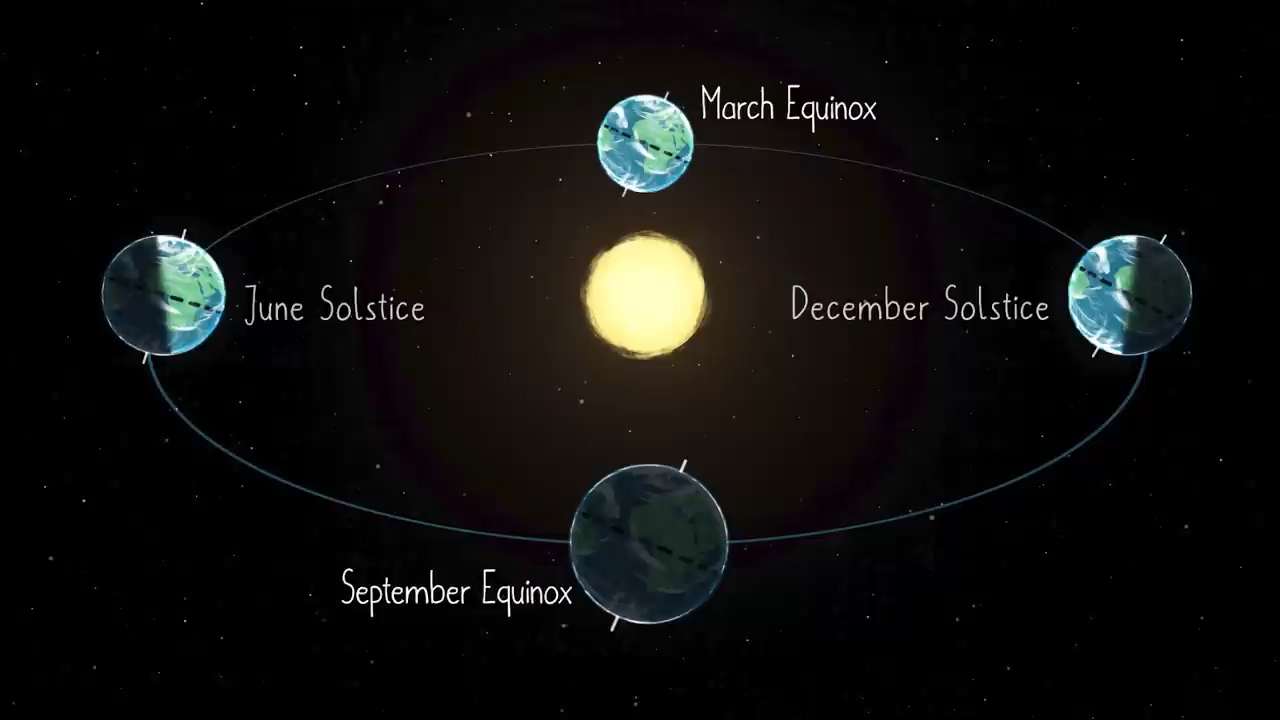 March Equinox
June Solstice
December Solstice
September Equinox